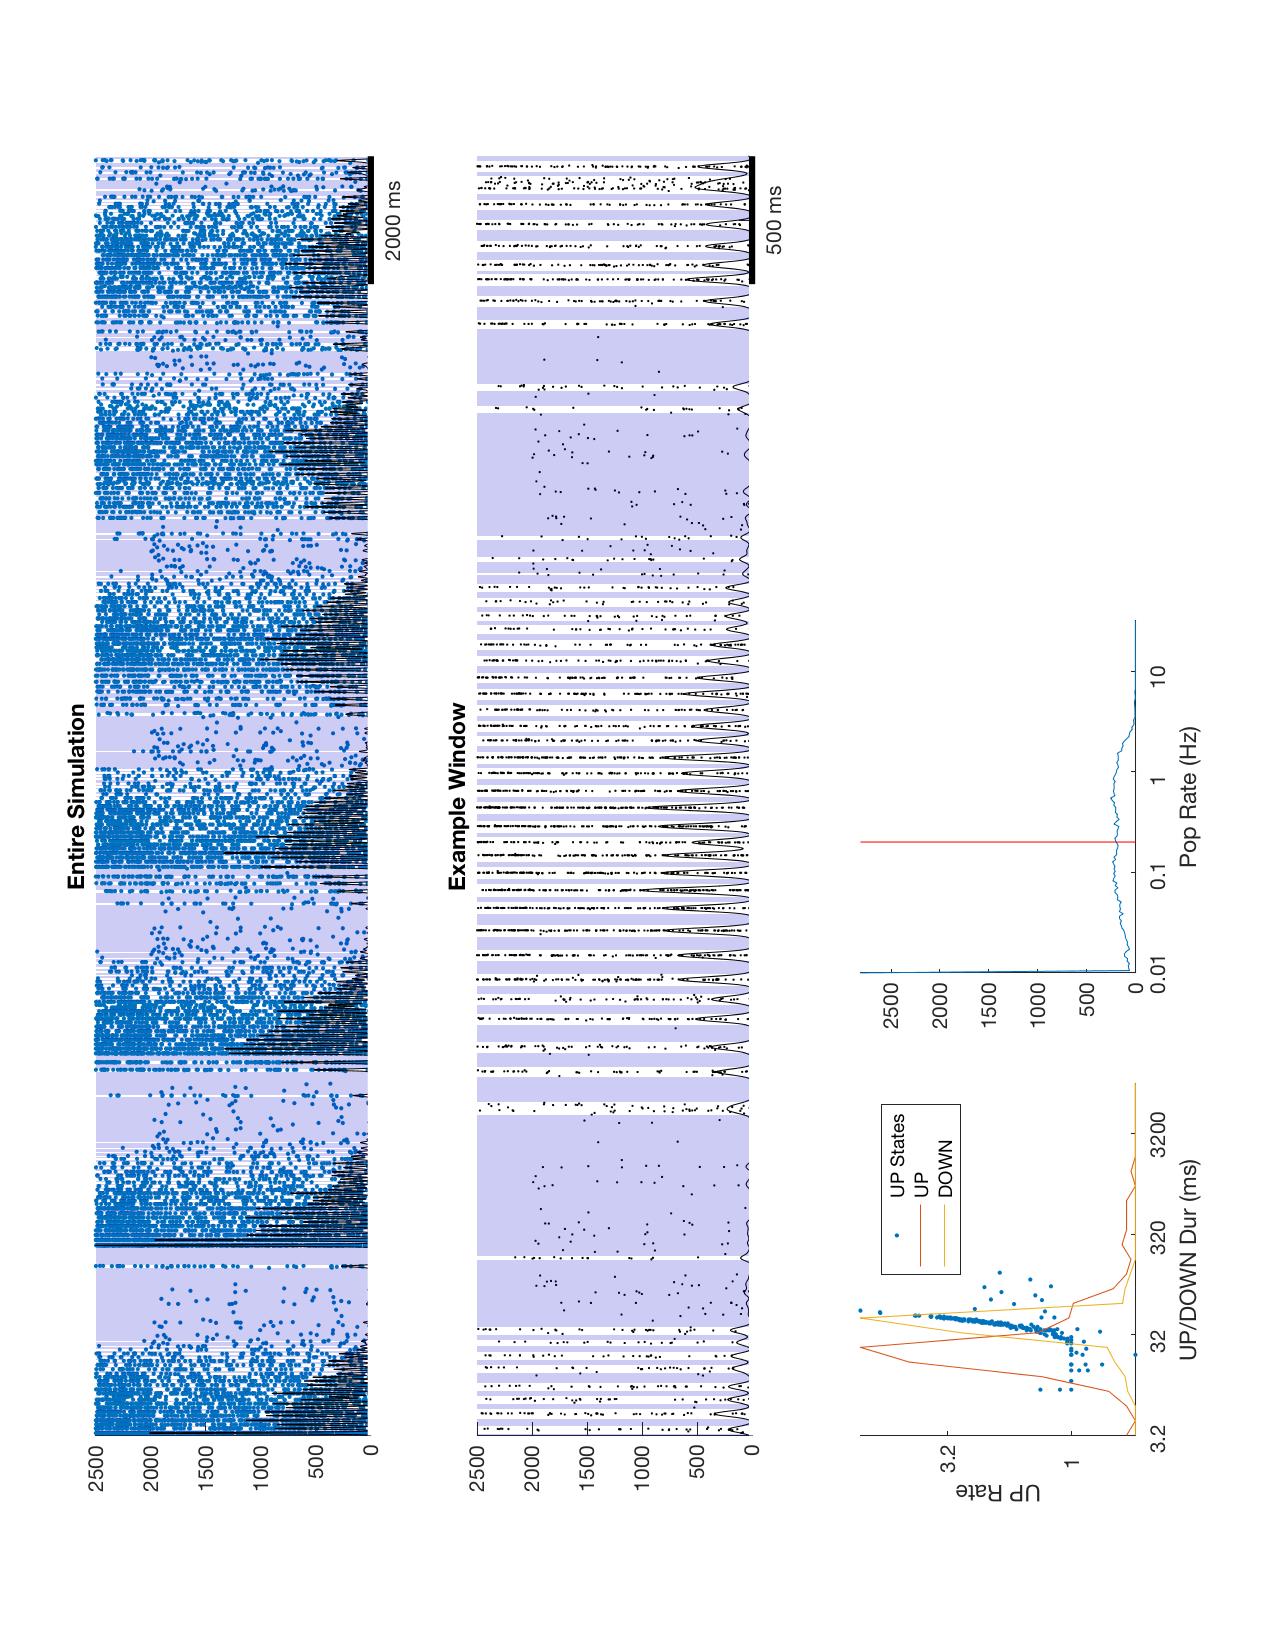 Entire Simulation
2500
2000
1500
1000
500
0
2000 ms
Example Window
2500
2000
1500
1000
500
0
500 ms
UP Rate
3.2
1
UP States
UP
DOWN
3.2 32 320 3200
UP/DOWN Dur (ms)
2500
2000
1500
1000
500
0
0.01 0.1 1 10
Pop Rate (Hz)